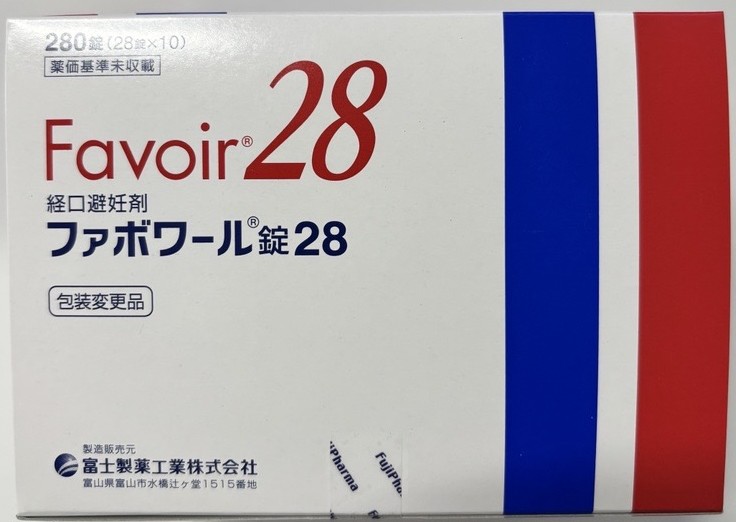 280錠(28錠×10)
薬価基準未収載
Favoir®28
経口避妊剤
ファボワール®錠28
包装変更品
製造販売元
富士製薬工業株式会社
富山県富山市水橋辻ヶ堂1515番地
jiPharma
FujiPha
Fuj